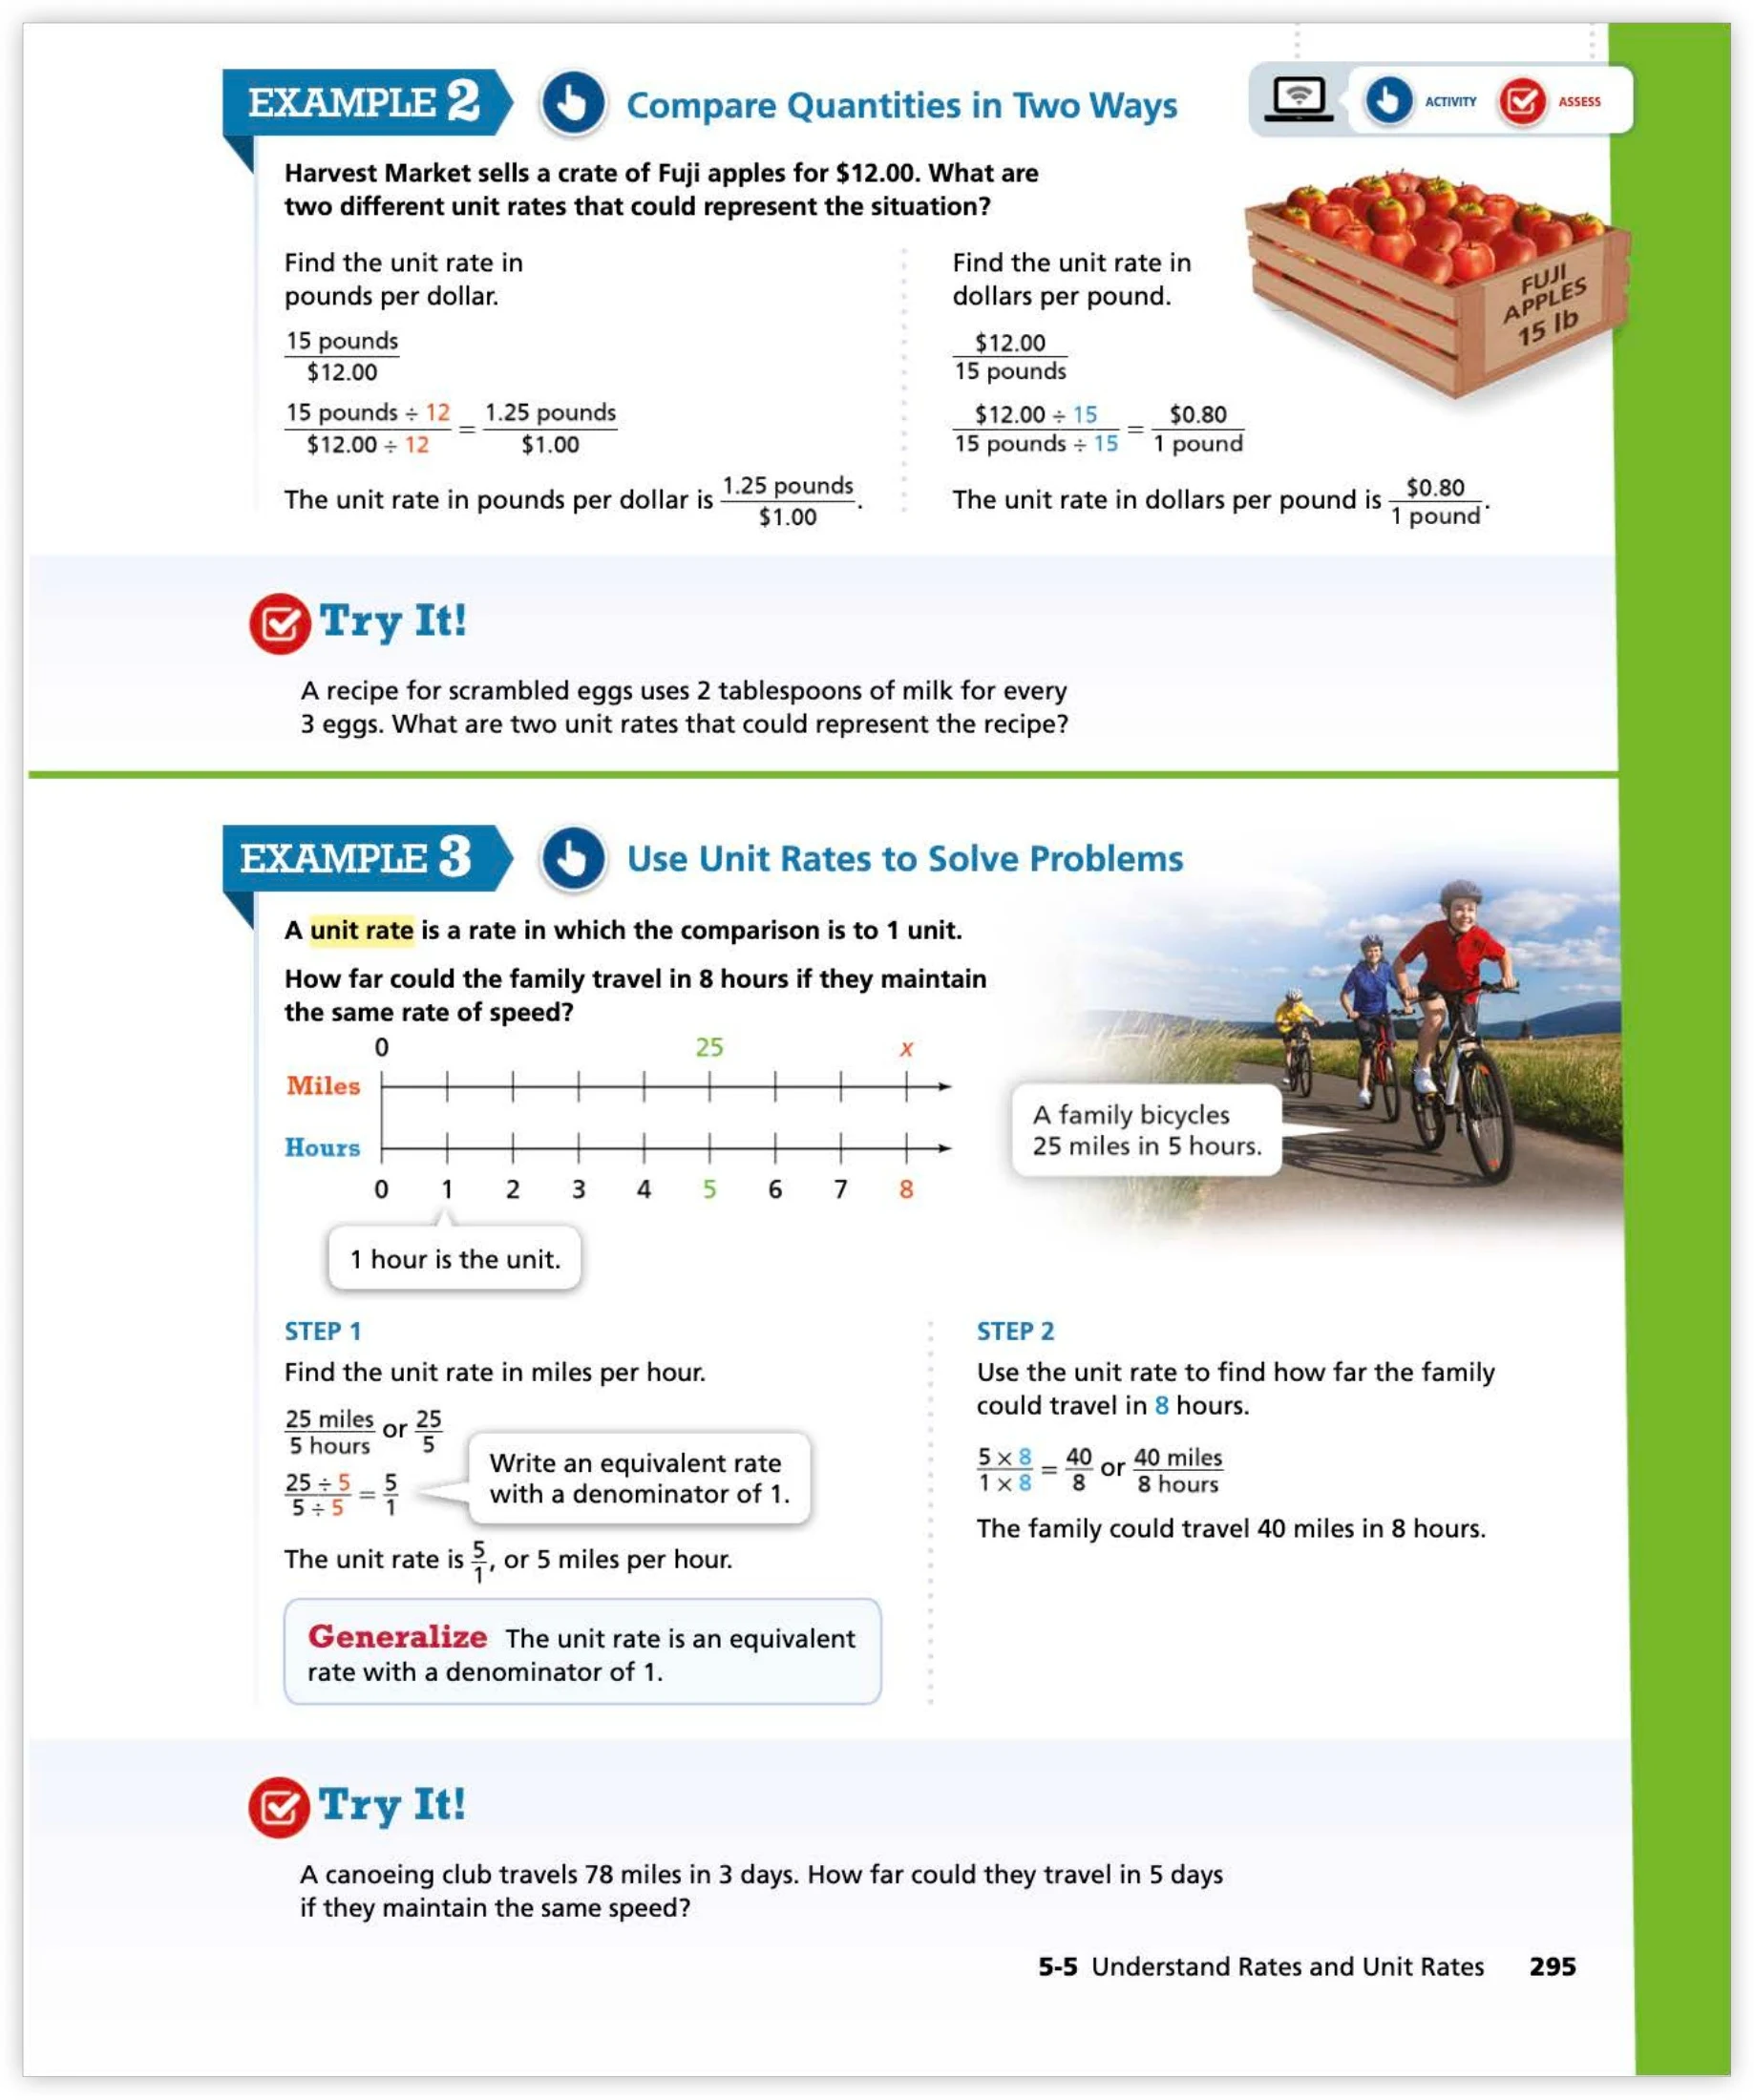 EXAMPLE 2 Compare Quantities in Two Ways
ACTIVITY ASSESS
Harvest Market sells a crate of Fuji apples for $12.00. What are
two different unit rates that could represent the situation?
FUJI
APPLES
15 lb
Find the unit rate in
pounds per dollar.
15 pounds
$12.00
15 pounds ÷ 12 = 1.25 pounds
$12.00 ÷ 12 $1.00
The unit rate in pounds per dollar is 1.25 pounds / $1.00.
Find the unit rate in
dollars per pound.
$12.00
15 pounds
$12.00 ÷ 15 = $0.80
15 pounds ÷ 15 1 pound
The unit rate in dollars per pound is $0.80 / 1 pound.
Try It!
A recipe for scrambled eggs uses 2 tablespoons of milk for every
3 eggs. What are two unit rates that could represent the recipe?
EXAMPLE 3 Use Unit Rates to Solve Problems
A unit rate is a rate in which the comparison is to 1 unit.
How far could the family travel in 8 hours if they maintain
the same rate of speed?
0 25 x
Miles
Hours
0 1 2 3 4 5 6 7 8
1 hour is the unit.
A family bicycles
25 miles in 5 hours.
STEP 1
Find the unit rate in miles per hour.
25 miles or 25
5 hours 5
25 ÷ 5 = 5
5 ÷ 5 1
Write an equivalent rate
with a denominator of 1.
The unit rate is 5/1, or 5 miles per hour.
Generalize The unit rate is an equivalent
rate with a denominator of 1.
STEP 2
Use the unit rate to find how far the family
could travel in 8 hours.
5 × 8 = 40 or 40 miles
1 × 8 8 8 hours
The family could travel 40 miles in 8 hours.
Try It!
A canoeing club travels 78 miles in 3 days. How far could they travel in 5 days
if they maintain the same speed?
5-5 Understand Rates and Unit Rates 295